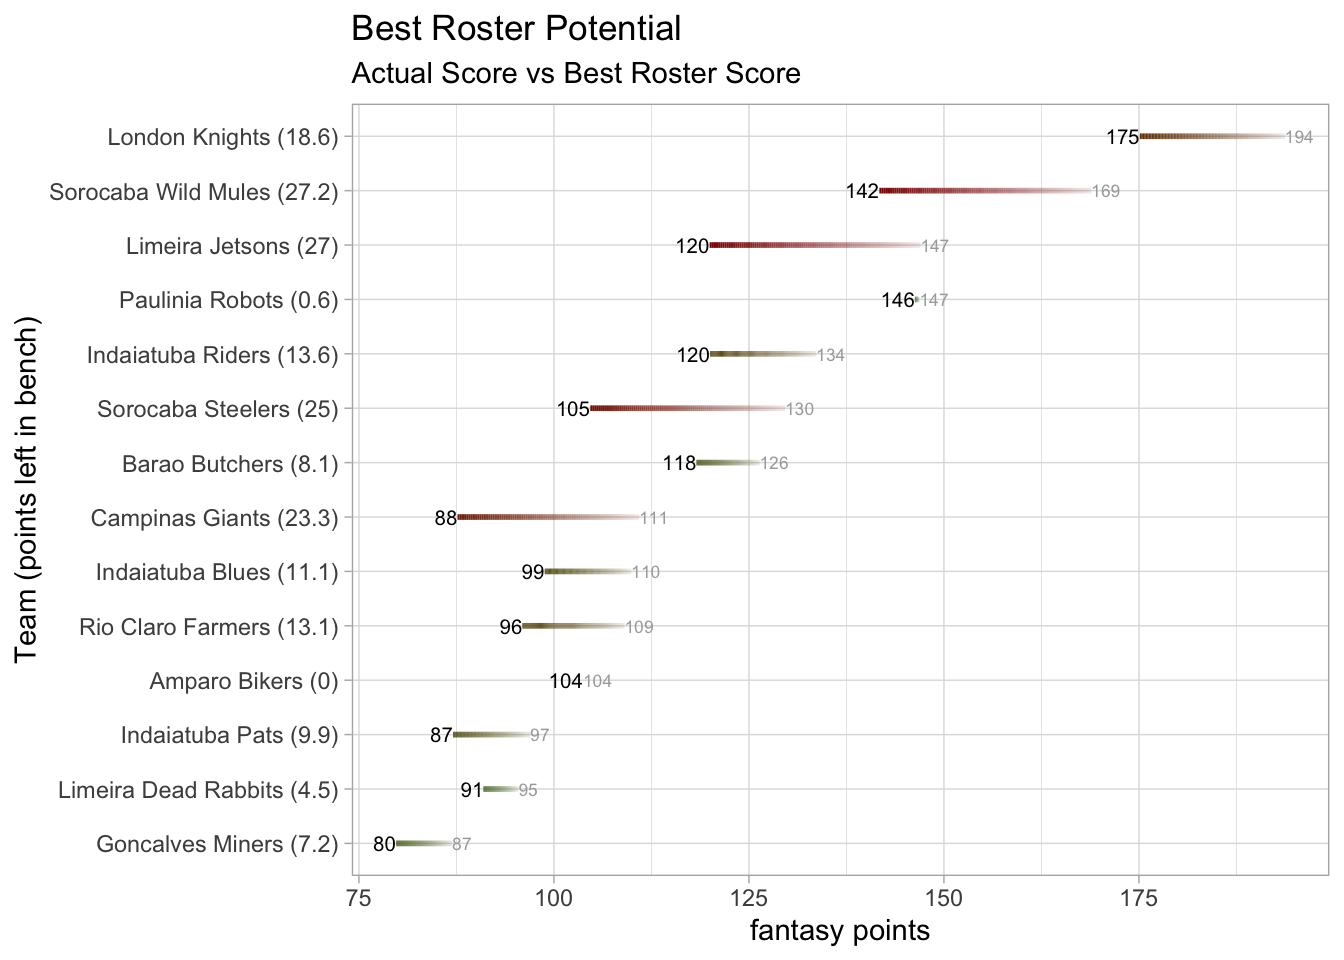 Best Roster Potential
Actual Score vs Best Roster Score
Team (points left in bench)
London Knights (18.6) 175 194
Sorocaba Wild Mules (27.2) 142 169
Limeira Jetsons (27) 120 147
Paulinia Robots (0.6) 146 147
Indaiatuba Riders (13.6) 120 134
Sorocaba Steelers (25) 105 130
Barao Butchers (8.1) 118 126
Campinas Giants (23.3) 88 111
Indaiatuba Blues (11.1) 99 110
Rio Claro Farmers (13.1) 96 109
Amparo Bikers (0) 104 104
Indaiatuba Pats (9.9) 87 97
Limeira Dead Rabbits (4.5) 91 95
Goncalves Miners (7.2) 80 87
75 100 125 150 175
fantasy points